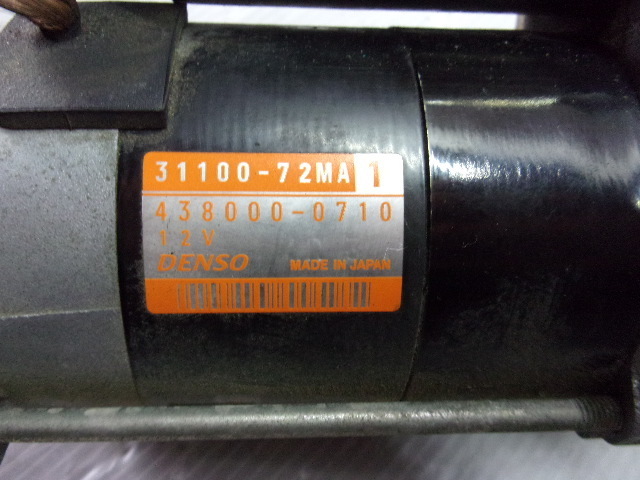 31100-72MA 1
438000-0710
12V
DENSO MADE IN JAPAN